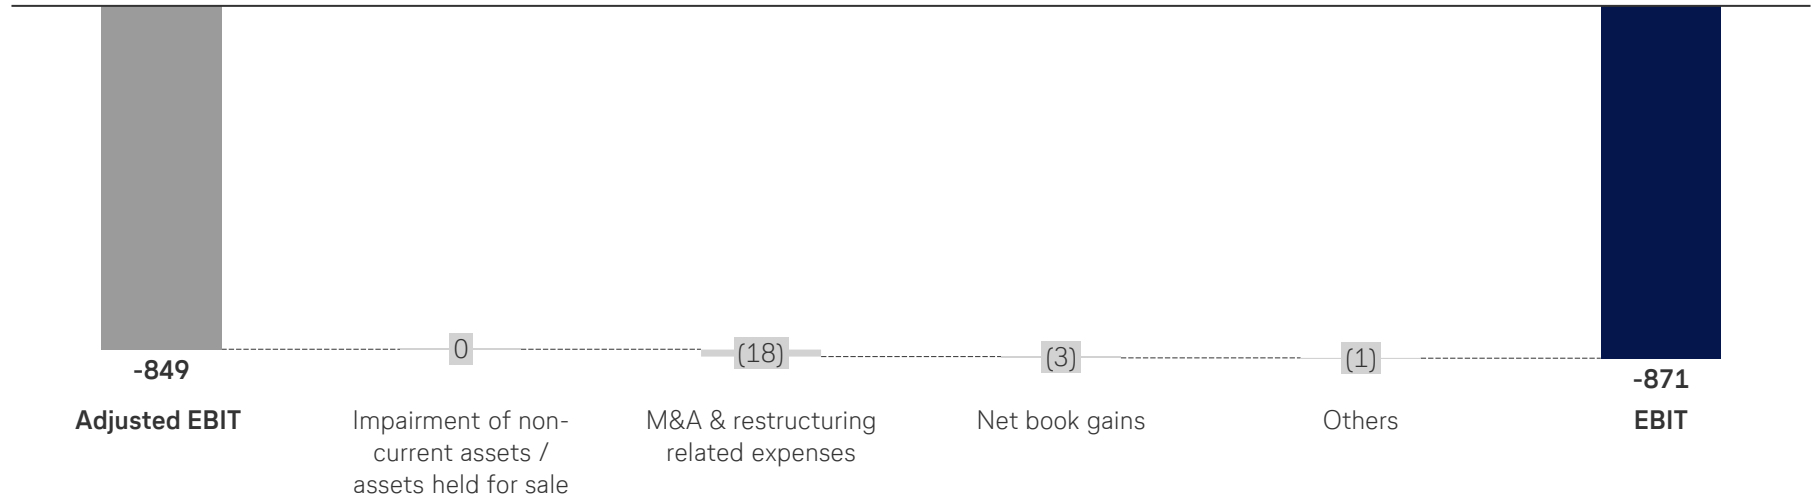 0
(18)
(3)
(1)
-849
-871
Adjusted EBIT
Impairment of non-
current assets /
assets held for sale
M&A & restructuring
related expenses
Net book gains
Others
EBIT